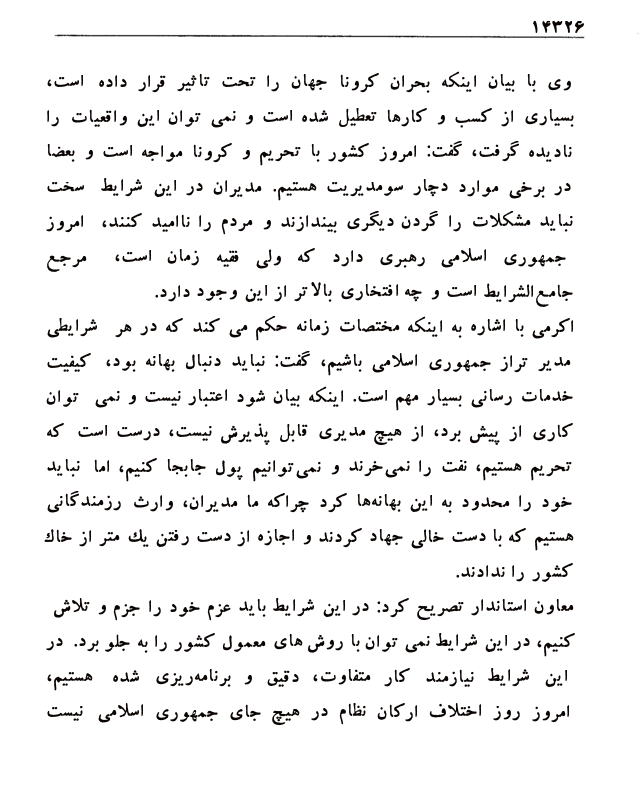 ۱۴۳۲۶
وی با بیان اینکه بحران کرونا جهان را تحت تاثیر قرار داده است،
بسیاری از کسب و کارها تعطیل شده است و نمی توان این واقعیات را
نادیده گرفت، گفت: امروز کشور با تحریم و کرونا مواجه است و بعضا
در برخی موارد دچار سومدیریت هستیم. مدیران در این شرایط سخت
نباید مشکلات را گردن دیگری بیندازند و مردم را ناامید کنند، امروز
جمهوری اسلامی رهبری دارد که ولی فقیه زمان است، مرجع
جامع‌الشرایط است و چه افتخاری بالاتر از این وجود دارد.
اکرمی با اشاره به اینکه مختصات زمانه حکم می کند که در هر شرایطی
مدیر تراز جمهوری اسلامی باشیم، گفت: نباید دنبال بهانه بود، کیفیت
خدمات رسانی بسیار مهم است. اینکه بیان شود اعتبار نیست و نمی توان
کاری از پیش برد، از هیچ مدیری قابل پذیرش نیست، درست است که
تحریم هستیم، نفت را نمی‌خرند و نمی‌توانیم پول جابجا کنیم، اما نباید
خود را محدود به این بهانه‌ها کرد چراکه ما مدیران، وارث رزمندگانی
هستیم که با دست خالی جهاد کردند و اجازه از دست رفتن یك متر از خاك
کشور را ندادند.
معاون استاندار تصریح کرد: در این شرایط باید عزم خود را جزم و تلاش
کنیم، در این شرایط نمی توان با روش های معمول کشور را به جلو برد. در
این شرایط نیازمند کار متفاوت، دقیق و برنامه‌ریزی شده هستیم،
امروز روز اختلاف ارکان نظام در هیچ جای جمهوری اسلامی نیست